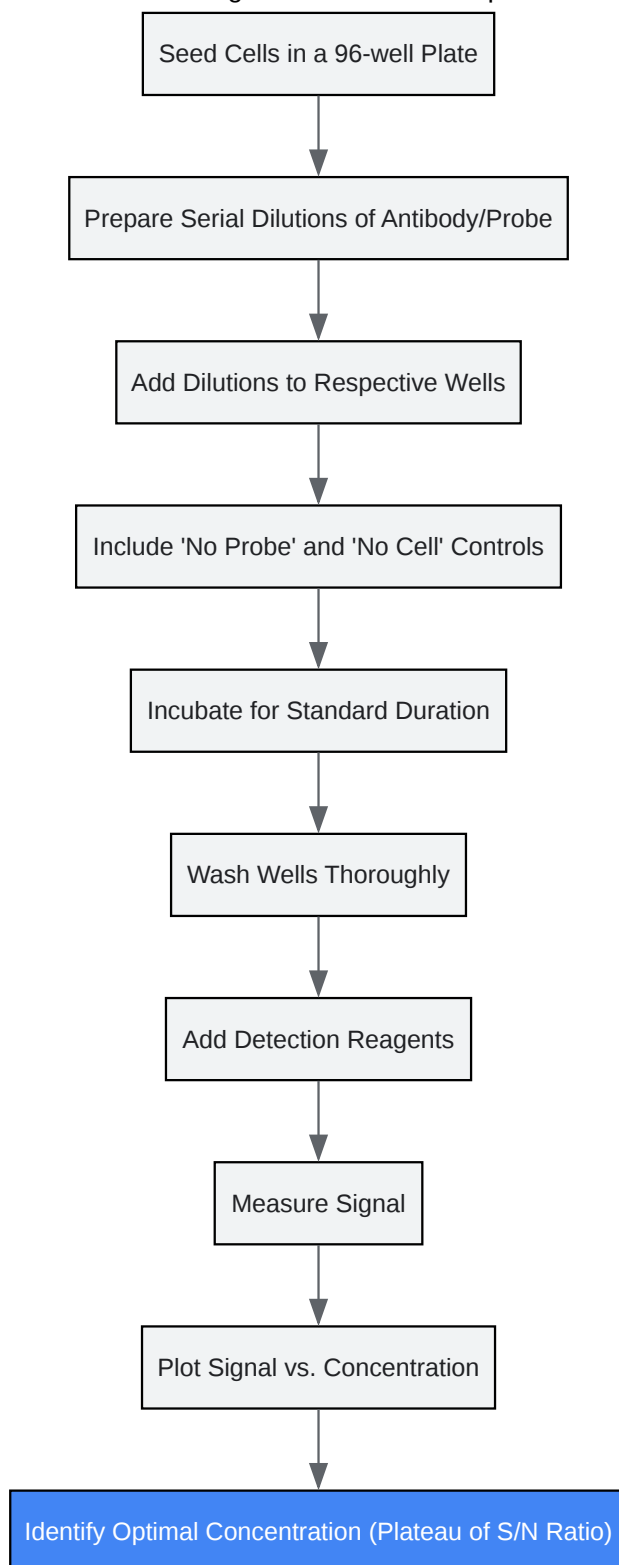 Seed Cells in a 96-well Plate
Prepare Serial Dilutions of Antibody/Probe
Add Dilutions to Respective Wells
Include 'No Probe' and 'No Cell' Controls
Incubate for Standard Duration
Wash Wells Thoroughly
Add Detection Reagents
Measure Signal
Plot Signal vs. Concentration
Identify Optimal Concentration (Plateau of S/N Ratio)